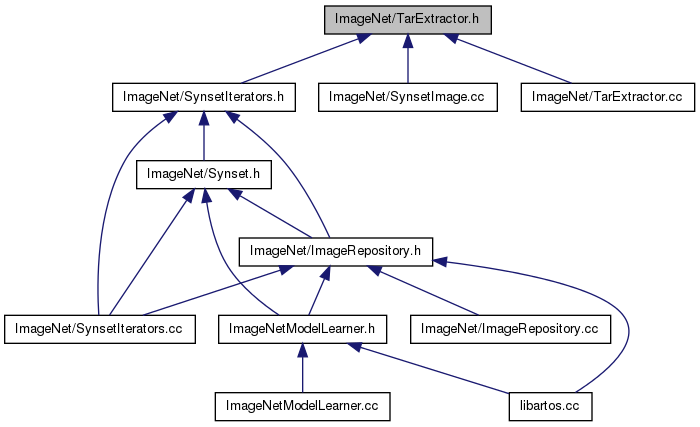 ImageNet/TarExtractor.h
ImageNet/SynsetIterators.h
ImageNet/SynsetImage.cc
ImageNet/TarExtractor.cc
ImageNet/Synset.h
ImageNet/ImageRepository.h
ImageNet/SynsetIterators.cc
ImageNetModelLearner.h
ImageNet/ImageRepository.cc
ImageNetModelLearner.cc
libartos.cc